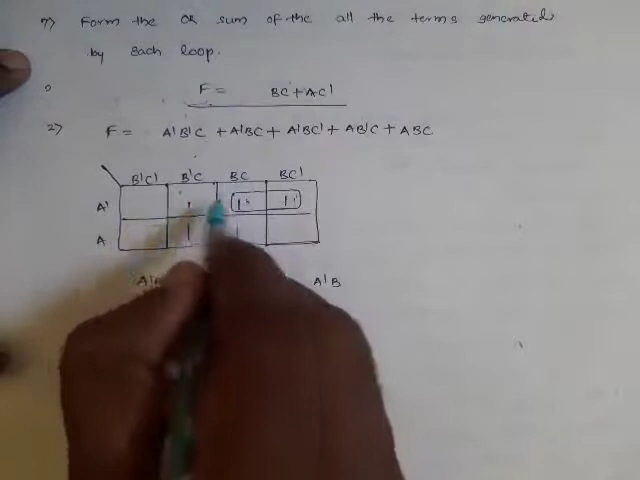 7) Form the OR sum of the all the terms generated
by each loop.
F = BC + AC'
2) F = A'B'C + A'BC + A'BC' + AB'C + ABC
B'C' B'C BC BC'
A' 1 1 1
A 1 1
A'B